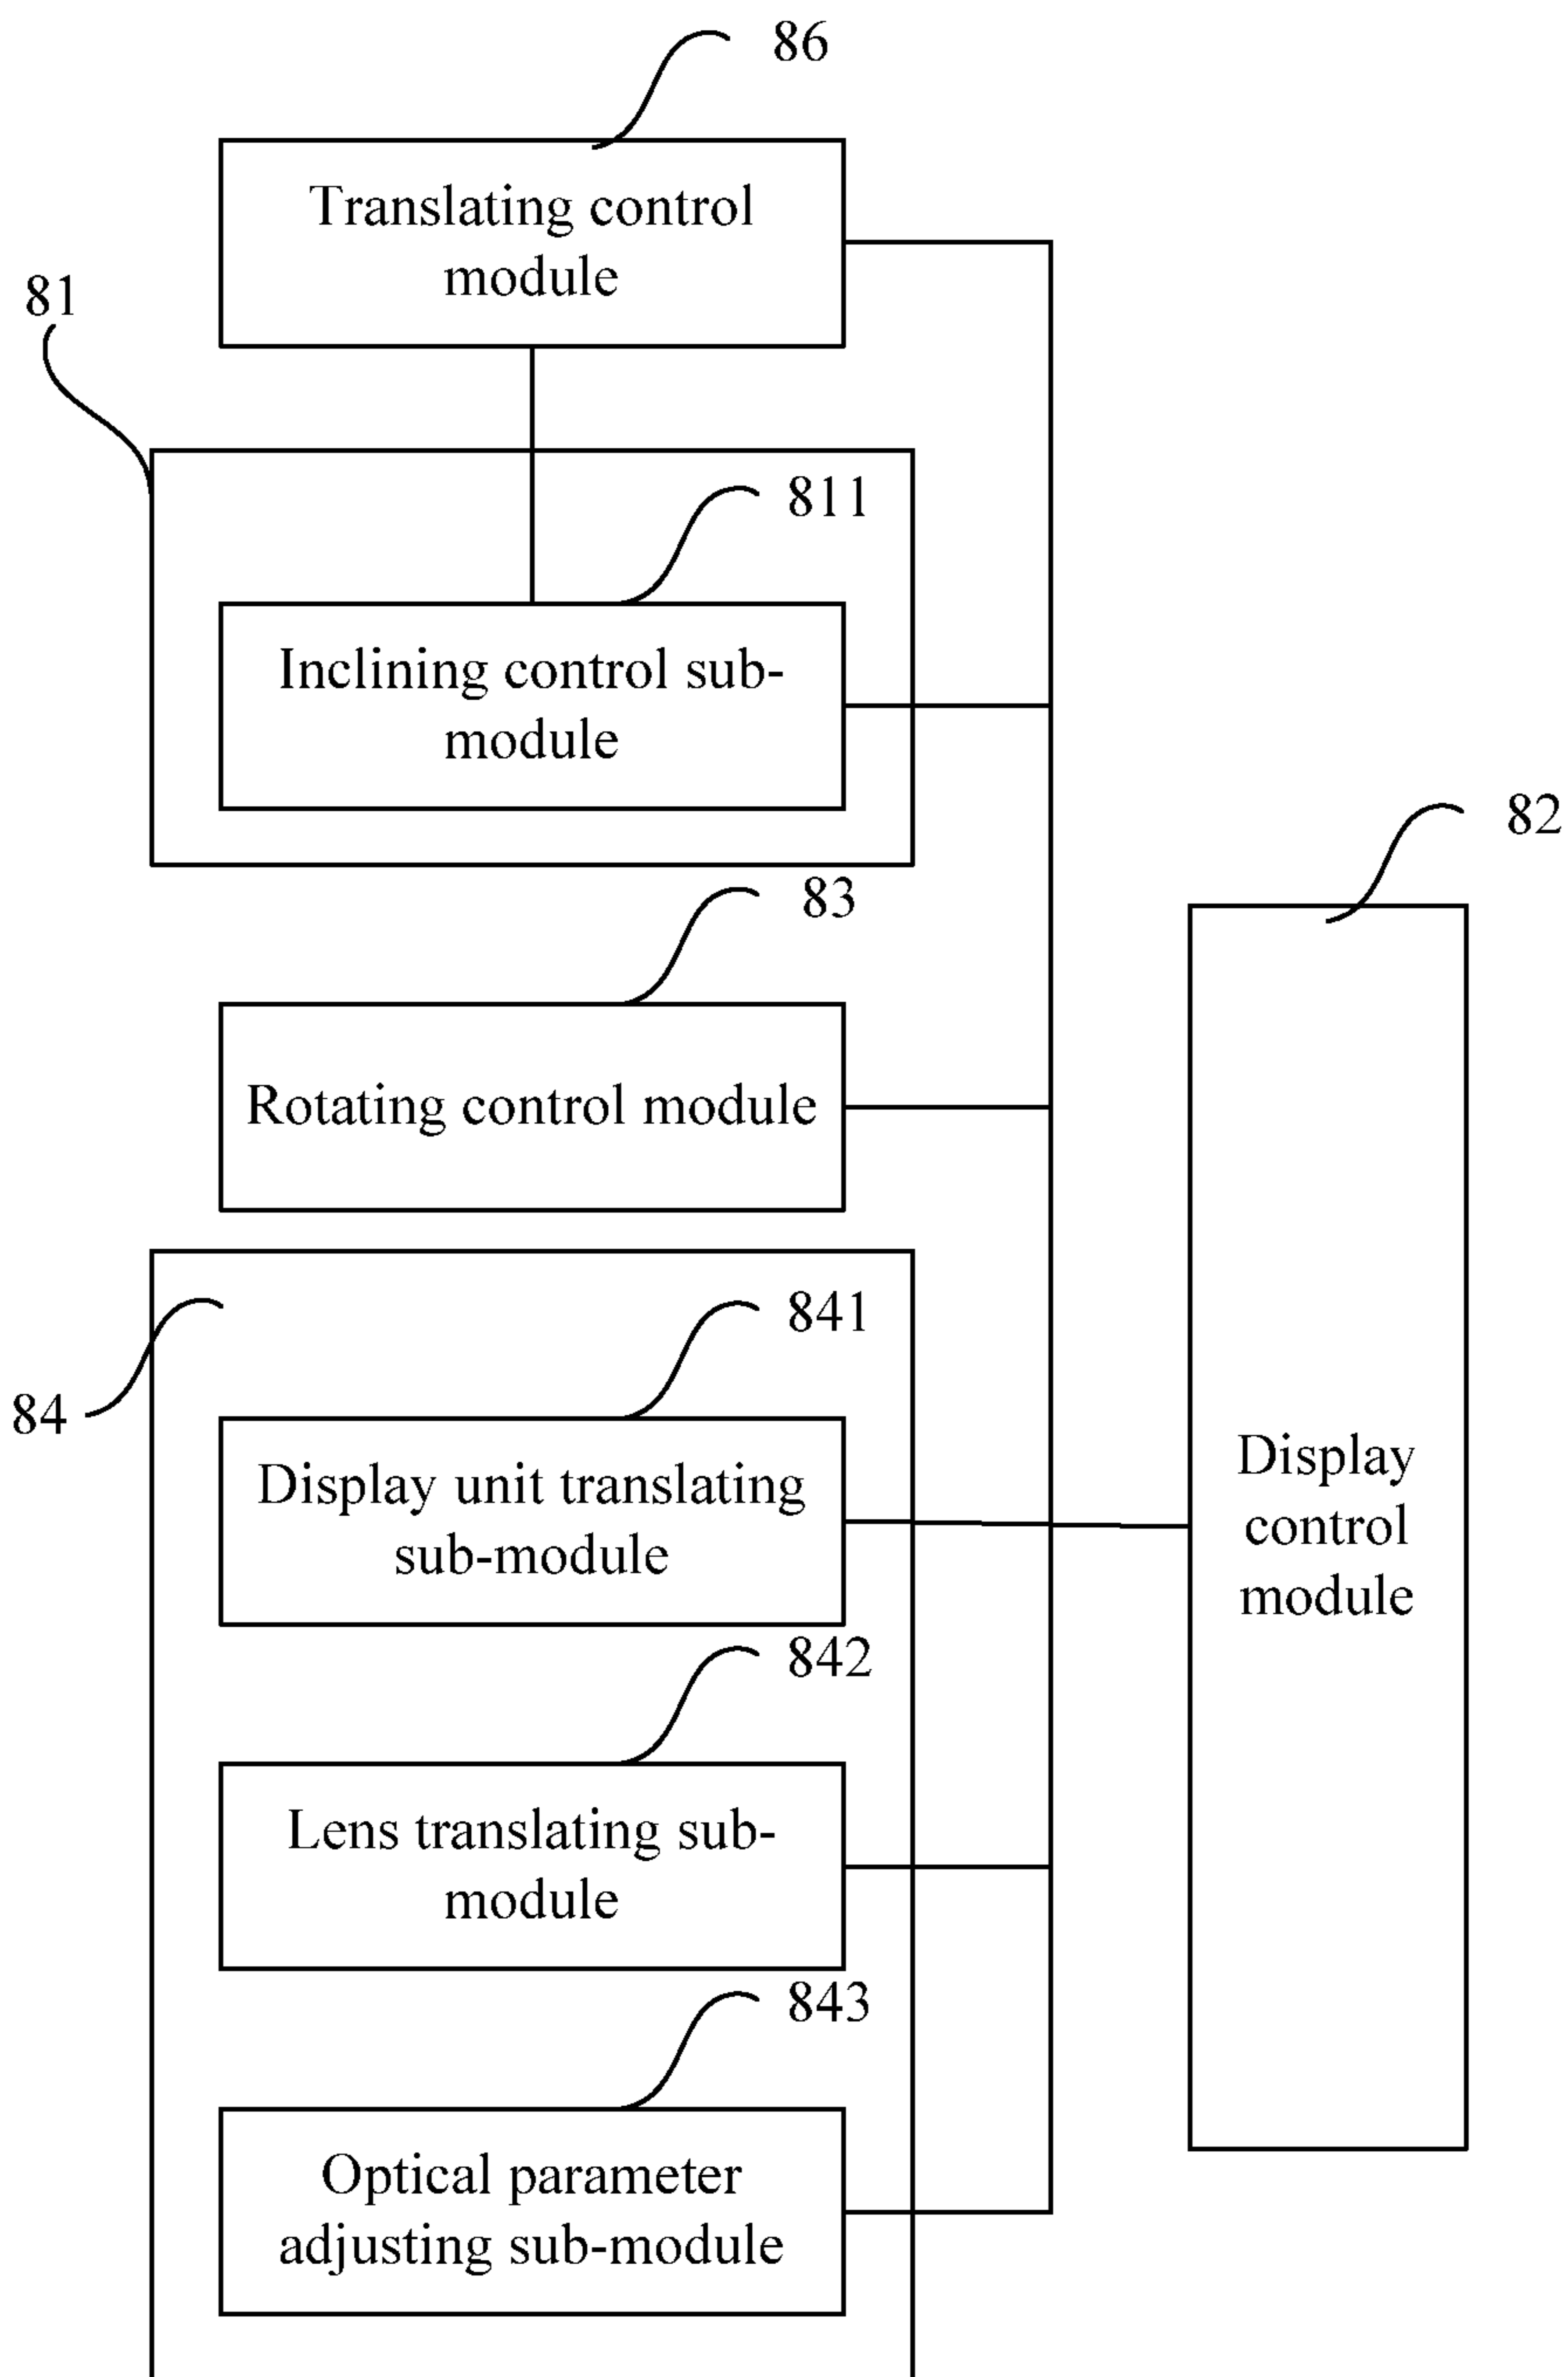 86
Translating control
module
81
811
Inclining control sub-
module
82
83
Rotating control module
84
841
Display unit translating
sub-module
Display
control
module
842
Lens translating sub-
module
843
Optical parameter
adjusting sub-module